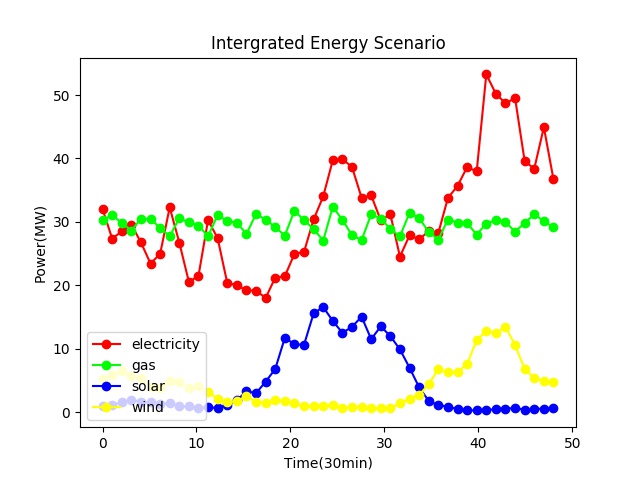 Intergrated Energy Scenario
Power(MW)
50
40
30
20
10
0
electricity
gas
solar
wind
0 10 20 30 40 50
Time(30min)